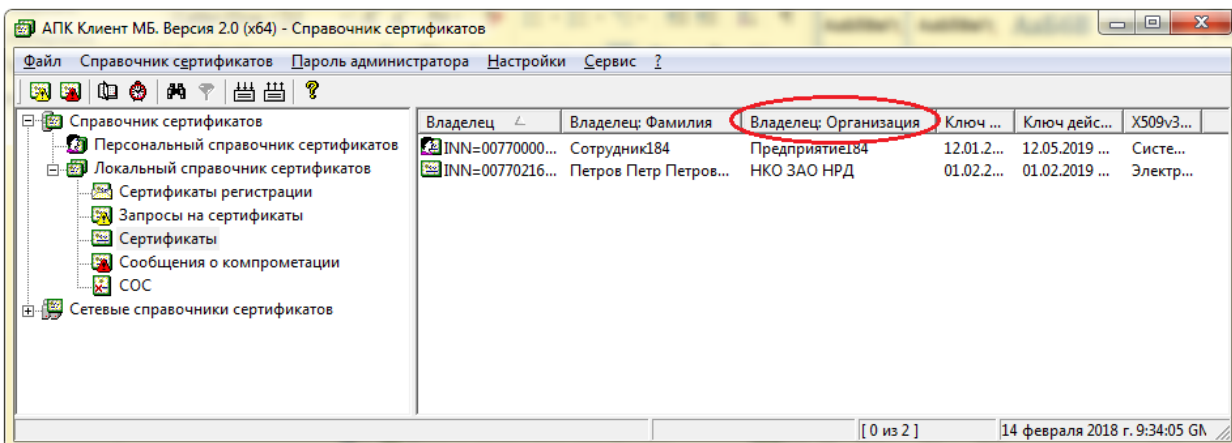 АПК Клиент МБ. Версия 2.0 (x64) - Справочник сертификатов
Файл Справочник сертификатов Пароль администратора Настройки Сервис ?
Справочник сертификатов
Персональный справочник сертификатов
Локальный справочник сертификатов
Сертификаты регистрации
Запросы на сертификаты
Сертификаты
Сообщения о компрометации
СОС
Сетевые справочники сертификатов
Владелец Владелец: Фамилия Владелец: Организация Ключ ... Ключ дейс... X509v3...
INN=00770000... Сотрудник184 Предприятие184 12.01.2... 12.05.2019 ... Систе...
INN=00770216... Петров Петр Петров... НКО ЗАО НРД 01.02.2... 01.02.2019 ... Электр...
[ 0 из 2 ] 14 февраля 2018 г. 9:34:05 GM